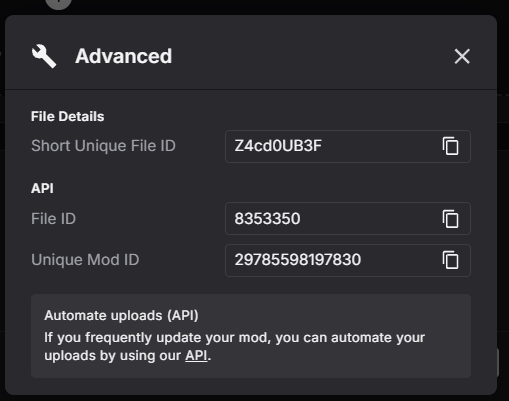 Advanced
File Details
Short Unique File ID
Z4cd0UB3F
API
File ID
8353350
Unique Mod ID
29785598197830
Automate uploads (API)
If you frequently update your mod, you can automate your
uploads by using our API.